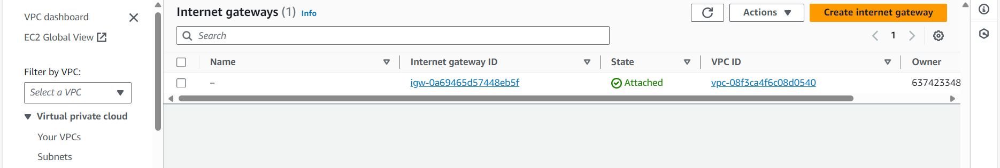 VPC dashboard
EC2 Global View
Filter by VPC:
Select a VPC
Virtual private cloud
Your VPCs
Subnets
Internet gateways (1) Info
Actions
Create internet gateway
Search
1
Name Internet gateway ID State VPC ID Owner
– igw-0a69465d57448eb5f Attached vpc-08f3ca4f6c08d0540 637423348